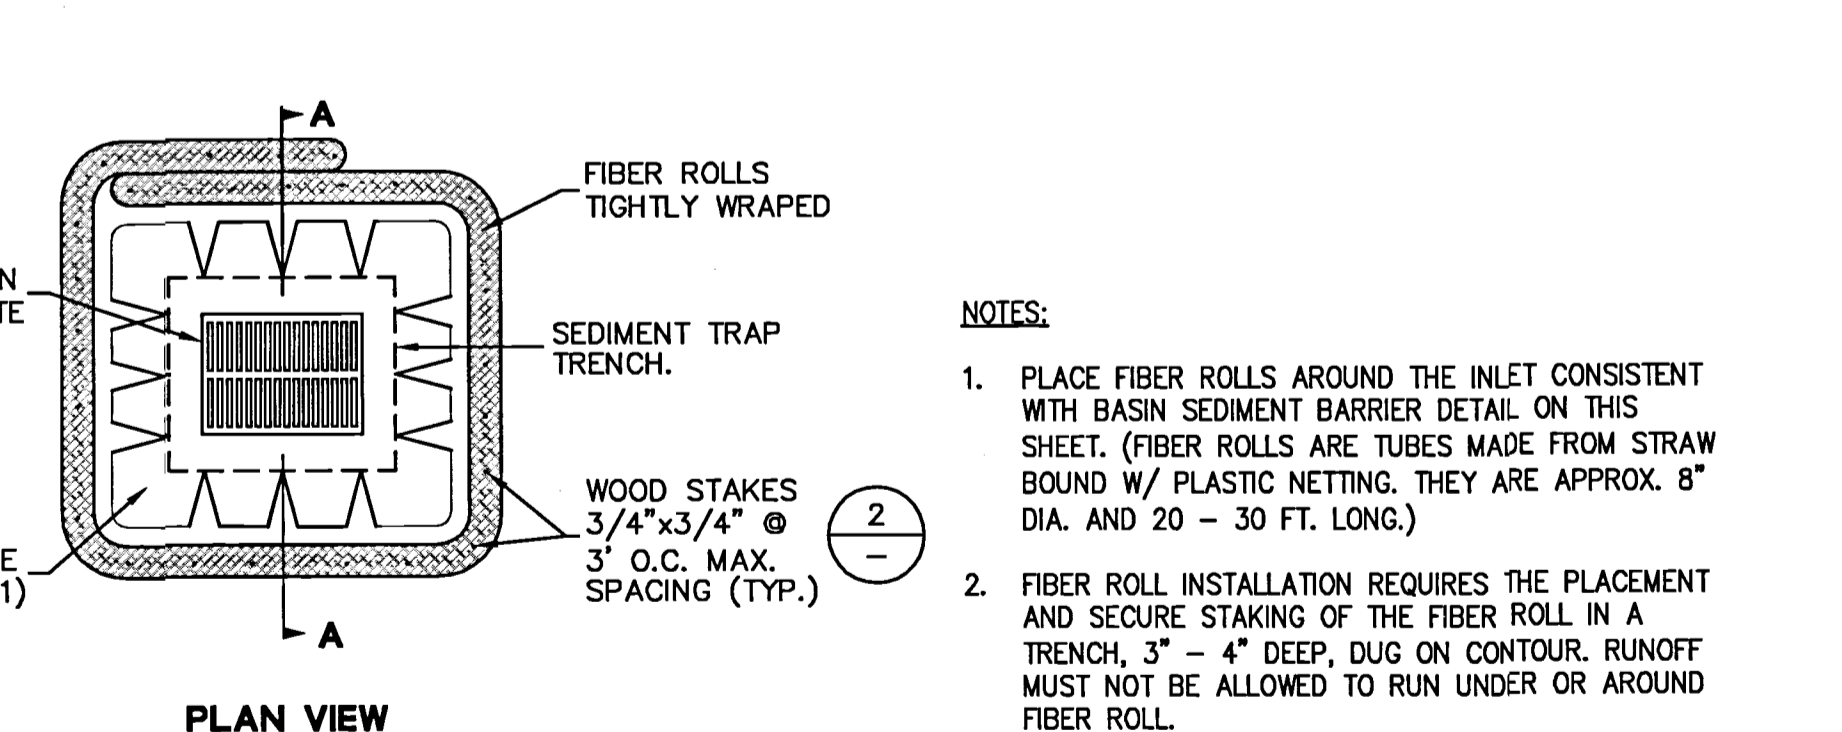 A
FIBER ROLLS
TIGHTLY WRAPED
N
TE
SEDIMENT TRAP
TRENCH.
WOOD STAKES
3/4"x3/4" @
3' O.C. MAX.
SPACING (TYP.)
2
–
E
1)
A
PLAN VIEW
NOTES:
1. PLACE FIBER ROLLS AROUND THE INLET CONSISTENT
WITH BASIN SEDIMENT BARRIER DETAIL ON THIS
SHEET. (FIBER ROLLS ARE TUBES MADE FROM STRAW
BOUND W/ PLASTIC NETTING. THEY ARE APPROX. 8"
DIA. AND 20 – 30 FT. LONG.)
2. FIBER ROLL INSTALLATION REQUIRES THE PLACEMENT
AND SECURE STAKING OF THE FIBER ROLL IN A
TRENCH, 3" – 4" DEEP, DUG ON CONTOUR. RUNOFF
MUST NOT BE ALLOWED TO RUN UNDER OR AROUND
FIBER ROLL.